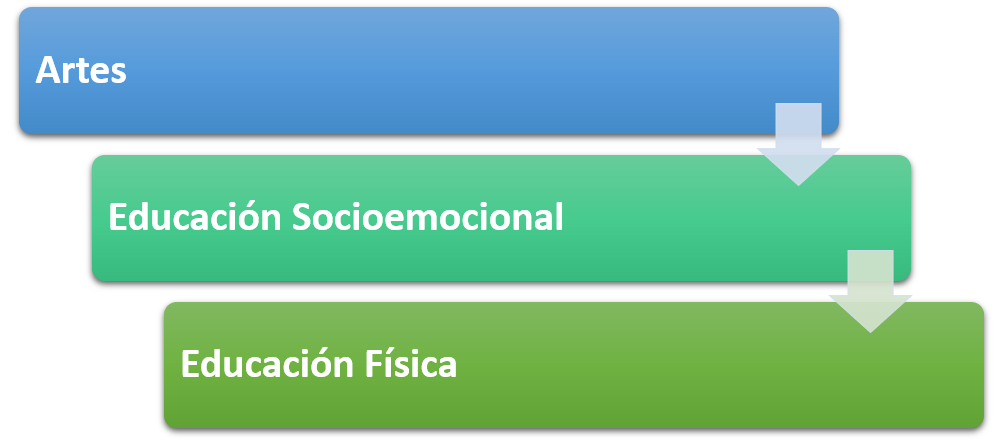 Artes
Educación Socioemocional
Educación Física